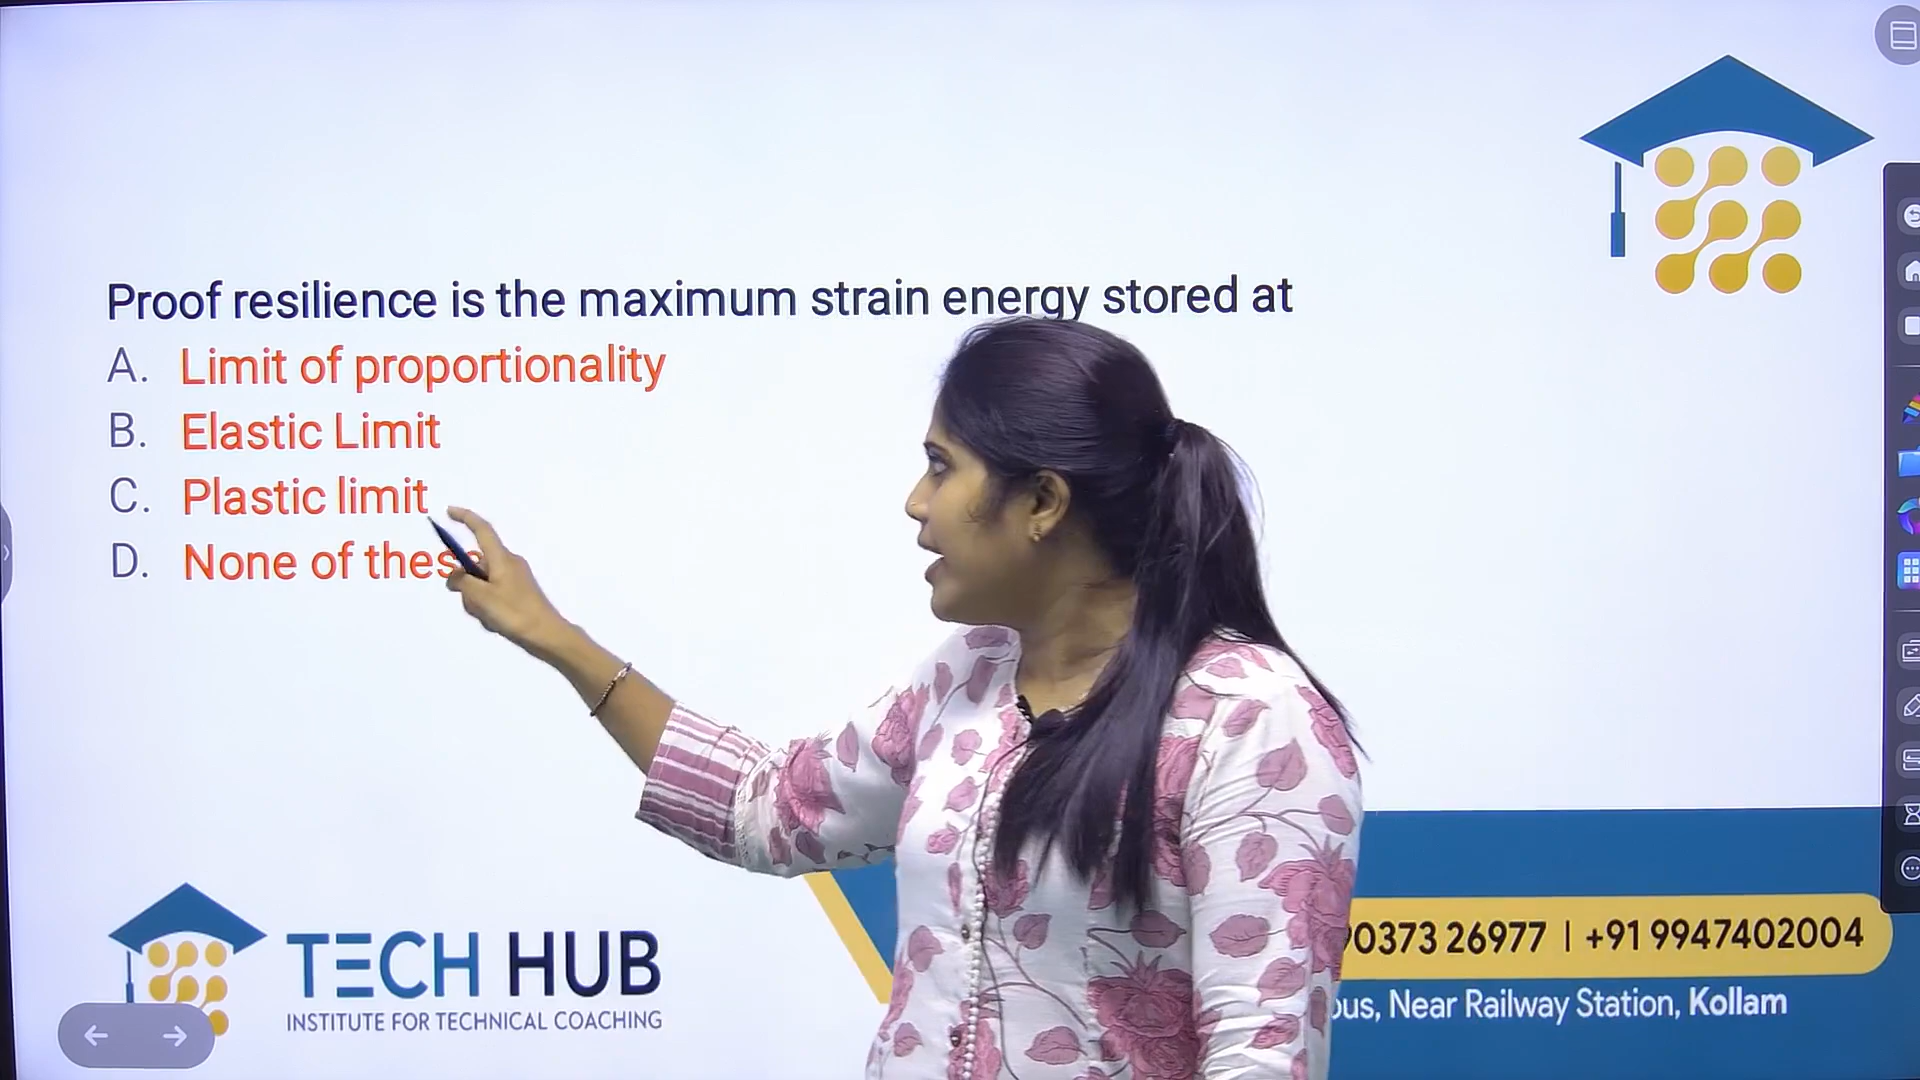 Proof resilience is the maximum strain energy stored at
A. Limit of proportionality
B. Elastic Limit
C. Plastic limit
D. None of
TECH HUB
INSTITUTE FOR TECHNICAL COACHING
0373 26977 | +91 9947402004
Near Railway Station, Kollam